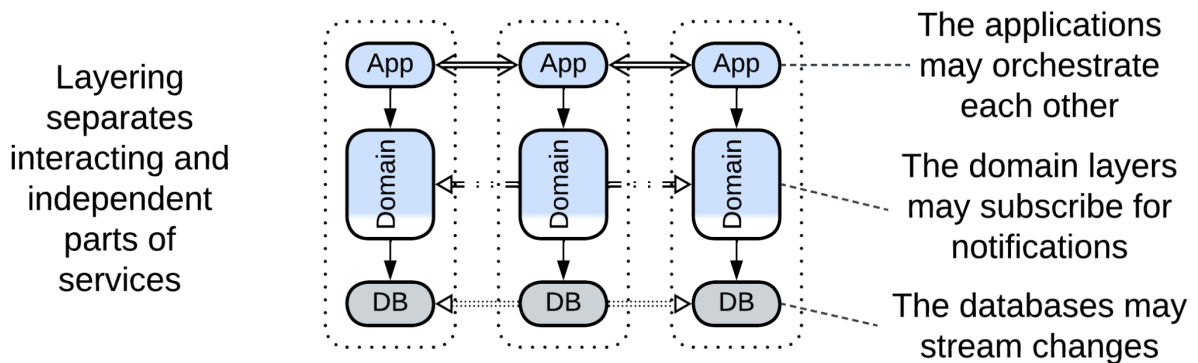 Layering
separates
interacting and
independent
parts of
services
App
App
App
Domain
Domain
Domain
DB
DB
DB
The applications
may orchestrate
each other
The domain layers
may subscribe for
notifications
The databases may
stream changes